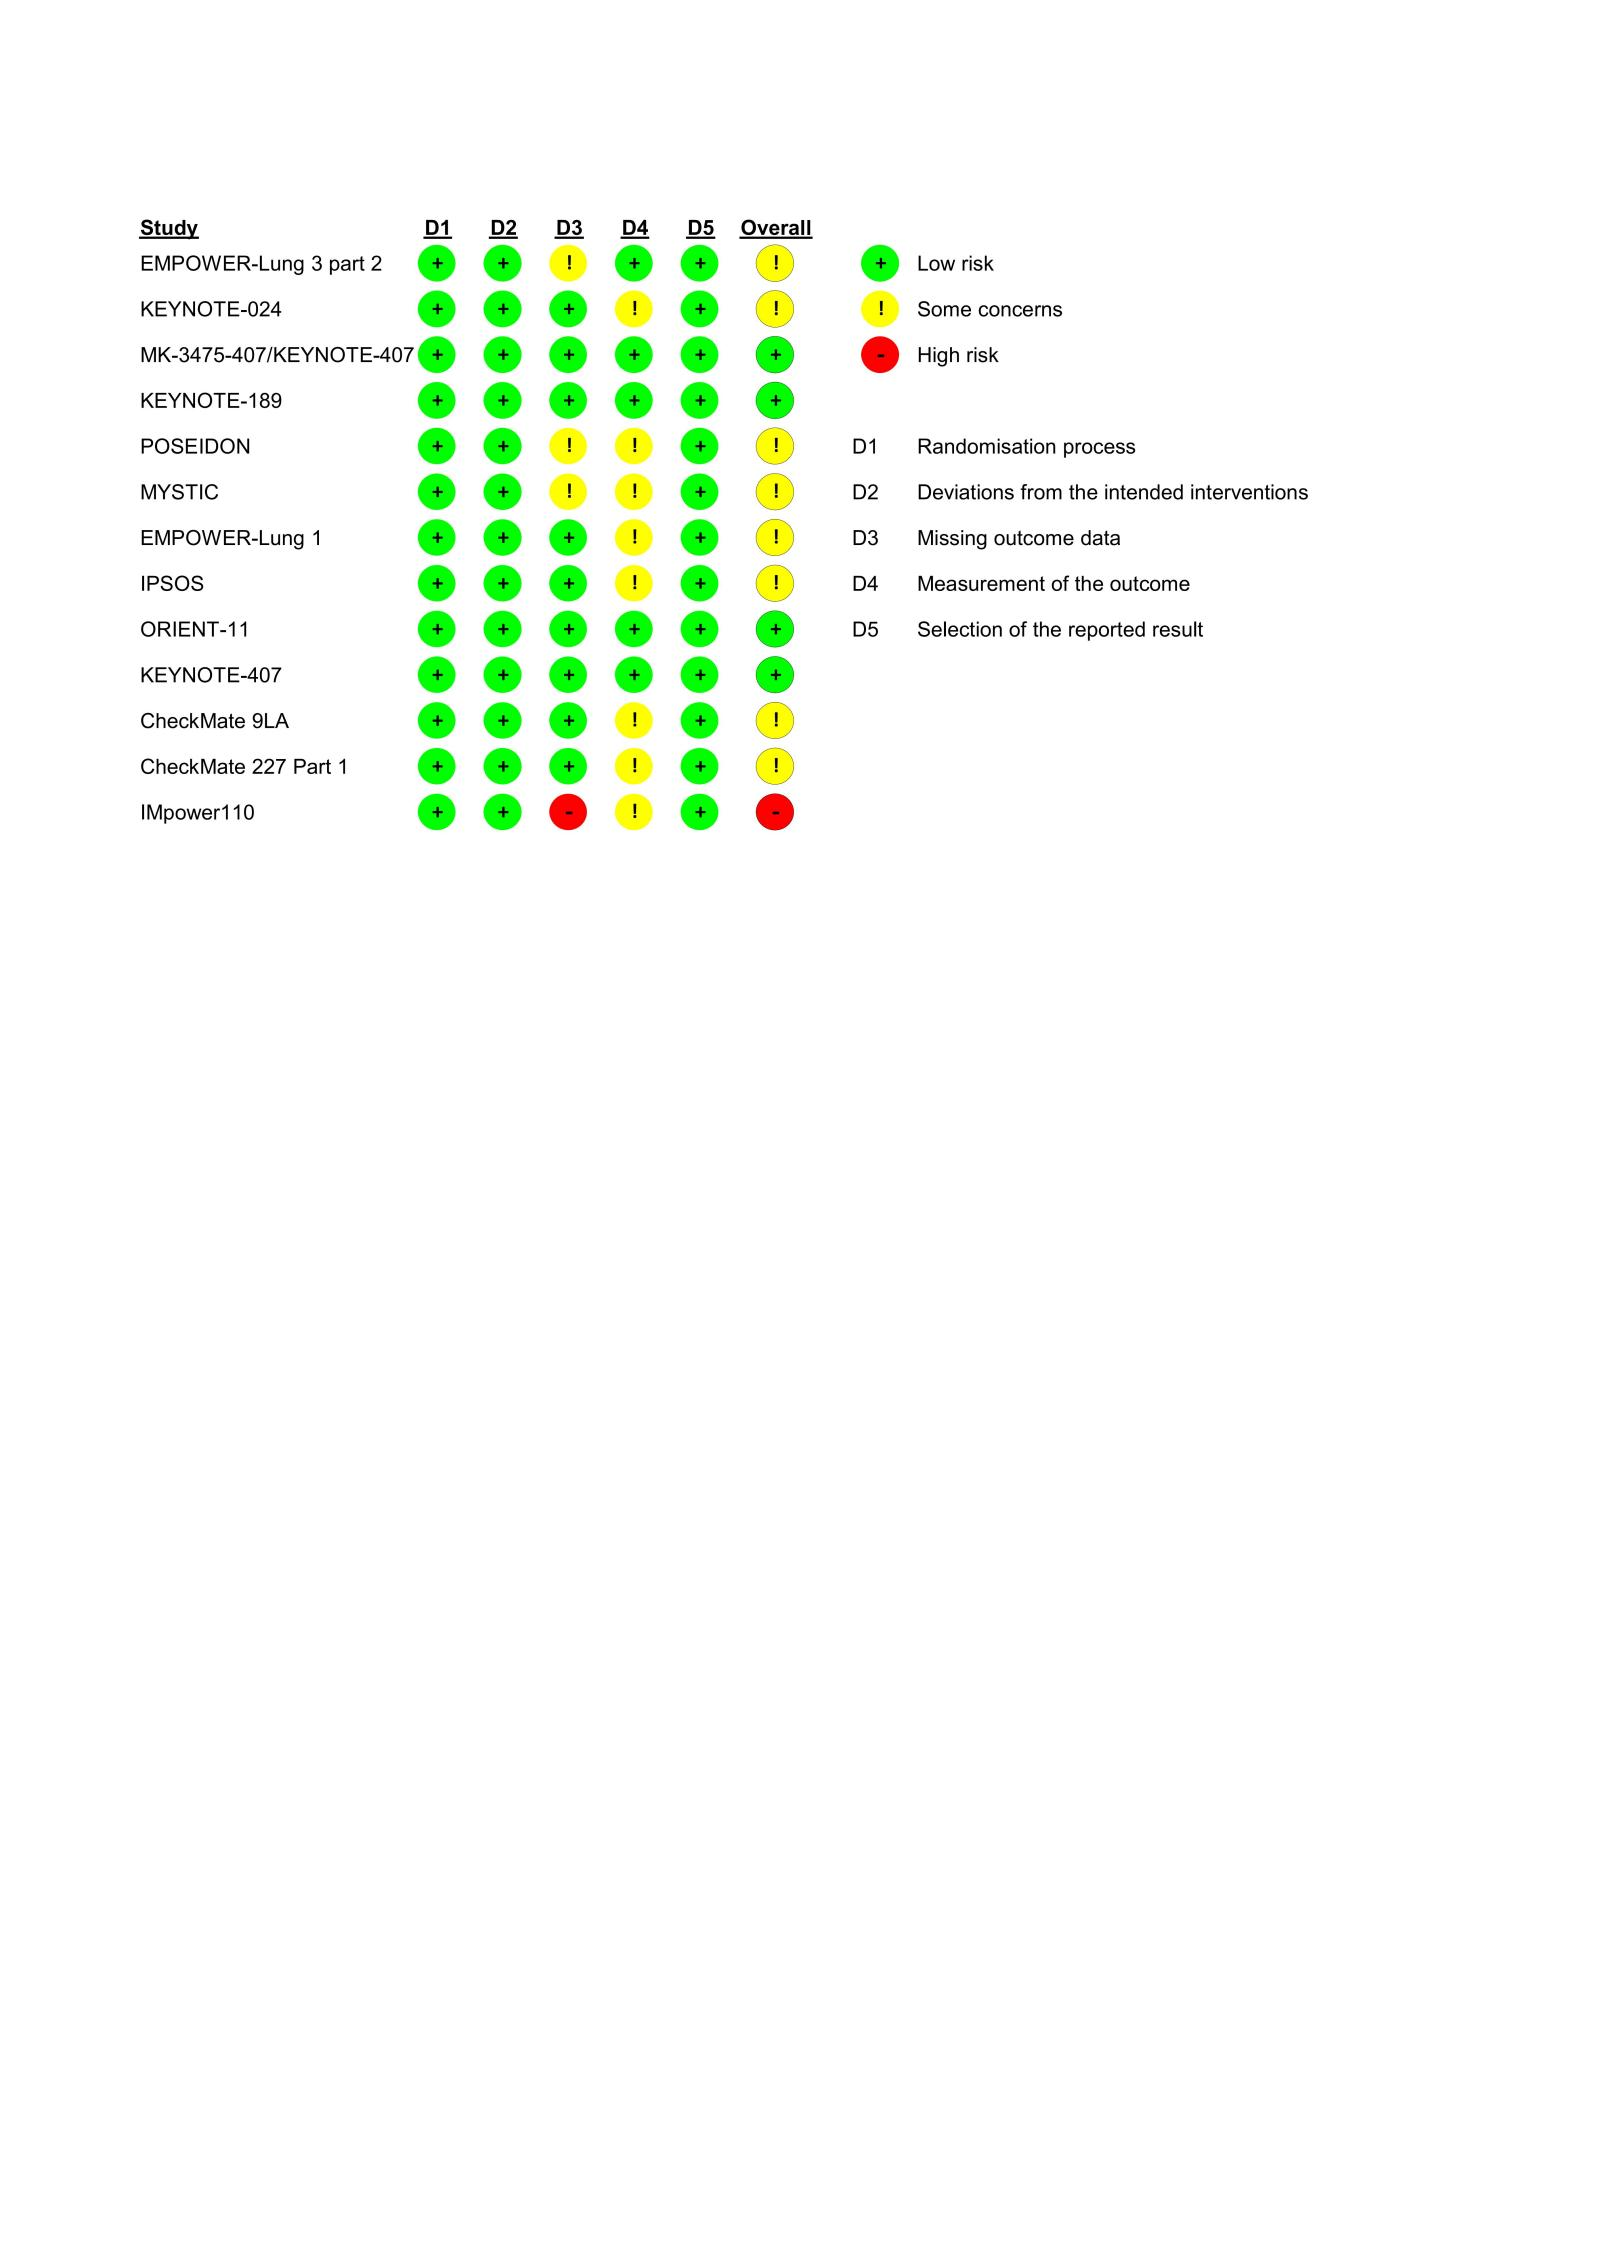 Study D1 D2 D3 D4 D5 Overall
EMPOWER-Lung 3 part 2 + + ! + + !
KEYNOTE-024 + + + ! + !
MK-3475-407/KEYNOTE-407 + + + + + +
KEYNOTE-189 + + + + + +
POSEIDON + + ! ! + !
MYSTIC + + ! ! + !
EMPOWER-Lung 1 + + + ! + !
IPSOS + + + ! + !
ORIENT-11 + + + + + +
KEYNOTE-407 + + + + + +
CheckMate 9LA + + + ! + !
CheckMate 227 Part 1 + + + ! + !
IMpower110 + + - ! + -
+ Low risk
! Some concerns
- High risk
D1 Randomisation process
D2 Deviations from the intended interventions
D3 Missing outcome data
D4 Measurement of the outcome
D5 Selection of the reported result